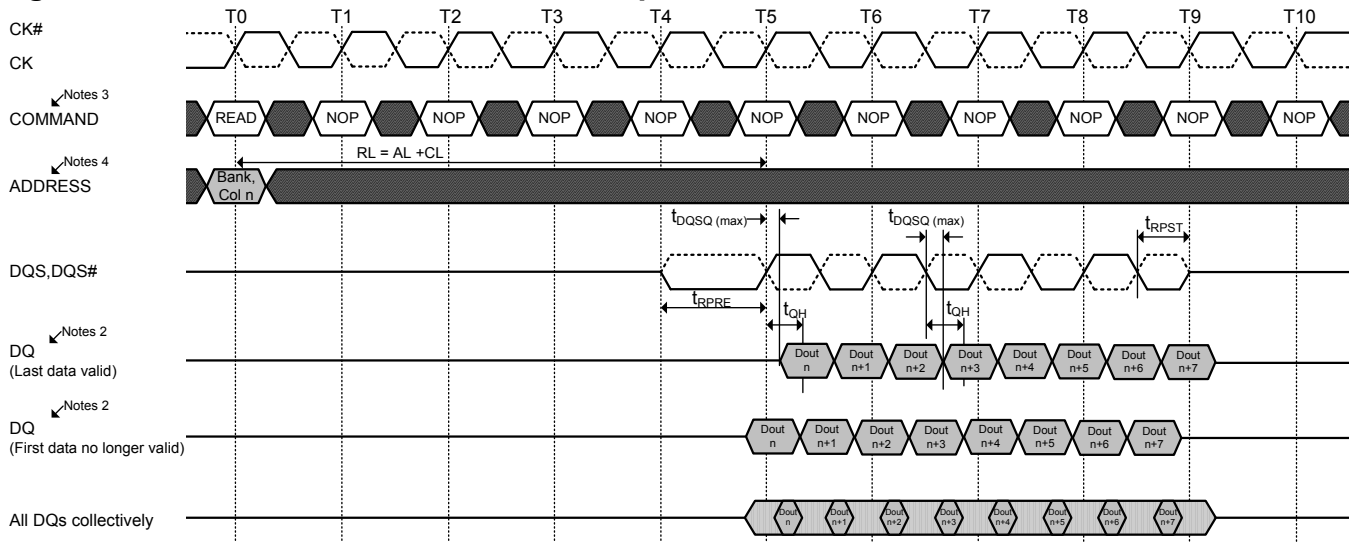 T0 T1 T2 T3 T4 T5 T6 T7 T8 T9 T10
CK#
CK
Notes 3
COMMAND READ NOP NOP NOP NOP NOP NOP NOP NOP NOP NOP
RL = AL +CL
Notes 4
ADDRESS
Bank,
Col n
tDQSQ (max) tDQSQ (max) tRPST
DQS,DQS#
tRPRE tQH tQH
Notes 2
DQ
(Last data valid)
Dout n Dout n+1 Dout n+2 Dout n+3 Dout n+4 Dout n+5 Dout n+6 Dout n+7
Notes 2
DQ
(First data no longer valid)
Dout n Dout n+1 Dout n+2 Dout n+3 Dout n+4 Dout n+5 Dout n+6 Dout n+7
All DQs collectively
Dout n Dout n+1 Dout n+2 Dout n+3 Dout n+4 Dout n+5 Dout n+6 Dout n+7